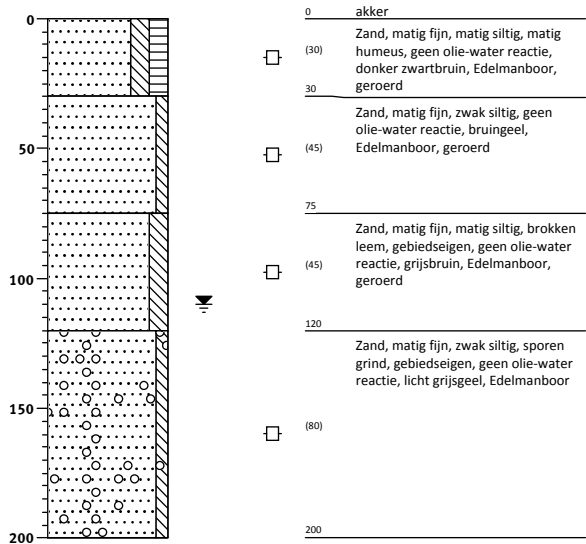 0
50
100
150
200
0 akker
(30)
Zand, matig fijn, matig siltig, matig
humeus, geen olie-water reactie,
donker zwartbruin, Edelmanboor,
geroerd
30
Zand, matig fijn, zwak siltig, geen
olie-water reactie, bruingeel,
Edelmanboor, geroerd
(45)
75
Zand, matig fijn, matig siltig, brokken
leem, gebiedseigen, geen olie-water
reactie, grijsbruin, Edelmanboor,
geroerd
(45)
120
Zand, matig fijn, zwak siltig, sporen
grind, gebiedseigen, geen olie-water
reactie, licht grijsgeel, Edelmanboor
(80)
200